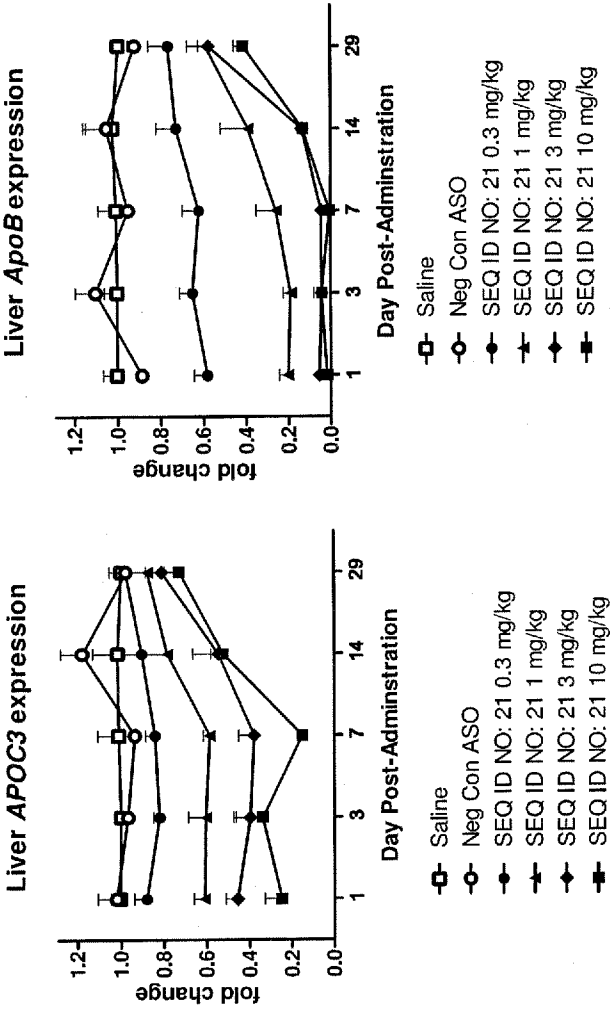 Liver APOC3 expression
fold change
1.2
1.0
0.8
0.6
0.4
0.2
0.0
1
3
7
14
29
Day Post-Adminstration
Saline
Neg Con ASO
SEQ ID NO: 21 0.3 mg/kg
SEQ ID NO: 21 1 mg/kg
SEQ ID NO: 21 3 mg/kg
SEQ ID NO: 21 10 mg/kg
Liver ApoB expression
fold change
1.2
1.0
0.8
0.6
0.4
0.2
0.0
1
3
7
14
29
Day Post-Adminstration
Saline
Neg Con ASO
SEQ ID NO: 21 0.3 mg/kg
SEQ ID NO: 21 1 mg/kg
SEQ ID NO: 21 3 mg/kg
SEQ ID NO: 21 10 mg/kg